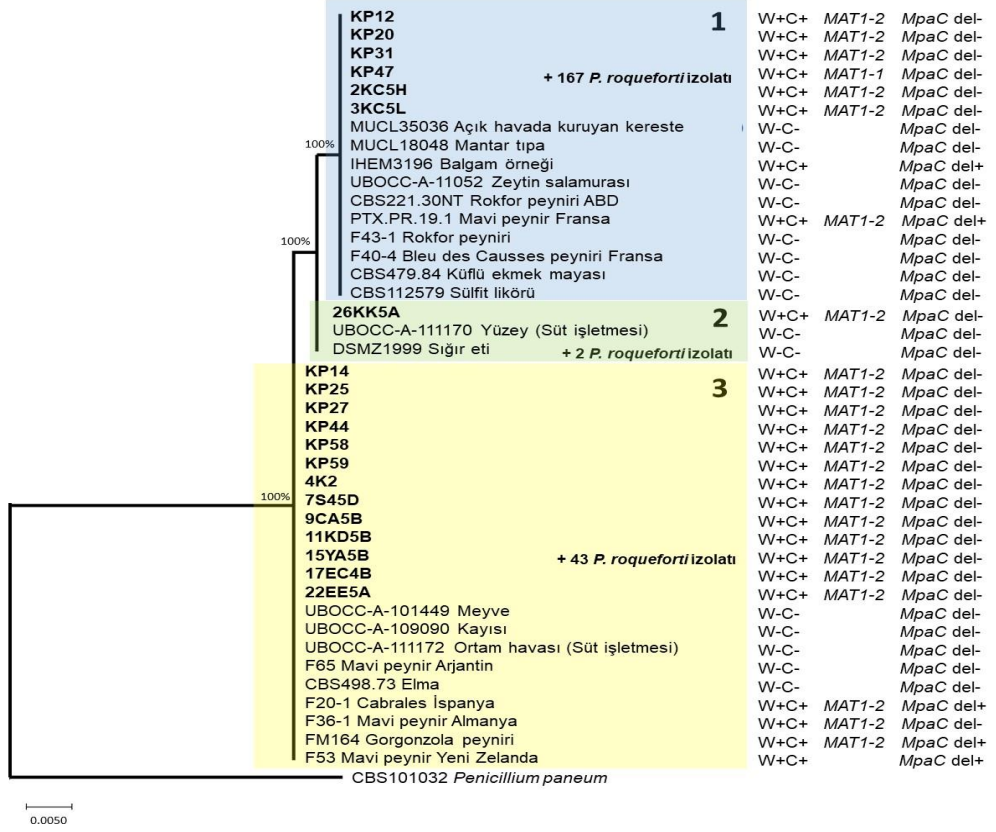 KP12 1 W+C+ MAT1-2 MpaC del-
KP20 W+C+ MAT1-2 MpaC del-
KP31 W+C+ MAT1-2 MpaC del-
KP47 + 167 P. roqueforti izolatı W+C+ MAT1-1 MpaC del-
2KC5H W+C+ MAT1-2 MpaC del-
3KC5L W+C+ MAT1-2 MpaC del-
MUCL35036 Açık havada kuruyan kereste W-C- MpaC del-
100% MUCL18048 Mantar tıpa W-C- MpaC del-
IHEM3196 Balgam örneği W+C+ MpaC del+
UBOCC-A-11052 Zeytin salamurası W-C- MpaC del-
CBS221.30NT Rokfor peyniri ABD W-C- MpaC del-
PTX.PR.19.1 Mavi peynir Fransa W+C+ MAT1-2 MpaC del+
100% F43-1 Rokfor peyniri W-C- MpaC del-
F40-4 Bleu des Causses peyniri Fransa W-C- MpaC del-
CBS479.84 Küflü ekmek mayası W-C- MpaC del-
CBS112579 Sülfit likörü W-C- MpaC del-
26KK5A 2 W+C+ MAT1-2 MpaC del-
UBOCC-A-111170 Yüzey (Süt işletmesi) W-C- MpaC del-
DSMZ1999 Sığır eti + 2 P. roqueforti izolatı W-C- MpaC del-
KP14 3 W+C+ MAT1-2 MpaC del-
KP25 W+C+ MAT1-2 MpaC del-
KP27 W+C+ MAT1-2 MpaC del-
KP44 W+C+ MAT1-2 MpaC del-
KP58 W+C+ MAT1-2 MpaC del-
KP59 W+C+ MAT1-2 MpaC del-
4K2 W+C+ MAT1-2 MpaC del-
100% 7S45D W+C+ MAT1-2 MpaC del-
9CA5B W+C+ MAT1-2 MpaC del-
11KD5B W+C+ MAT1-2 MpaC del-
15YA5B + 43 P. roqueforti izolatı W+C+ MAT1-2 MpaC del-
17EC4B W+C+ MAT1-2 MpaC del-
22EE5A W+C+ MAT1-2 MpaC del-
UBOCC-A-101449 Meyve W-C- MpaC del-
UBOCC-A-109090 Kayısı W-C- MpaC del-
UBOCC-A-111172 Ortam havası (Süt işletmesi) W-C- MpaC del-
F65 Mavi peynir Arjantin W-C- MpaC del-
CBS498.73 Elma W-C- MpaC del-
F20-1 Cabrales İspanya W+C+ MAT1-2 MpaC del+
F36-1 Mavi peynir Almanya W+C+ MAT1-2 MpaC del-
FM164 Gorgonzola peyniri W+C+ MAT1-2 MpaC del+
F53 Mavi peynir Yeni Zelanda W+C+ MpaC del+
CBS101032 Penicillium paneum
0.0050